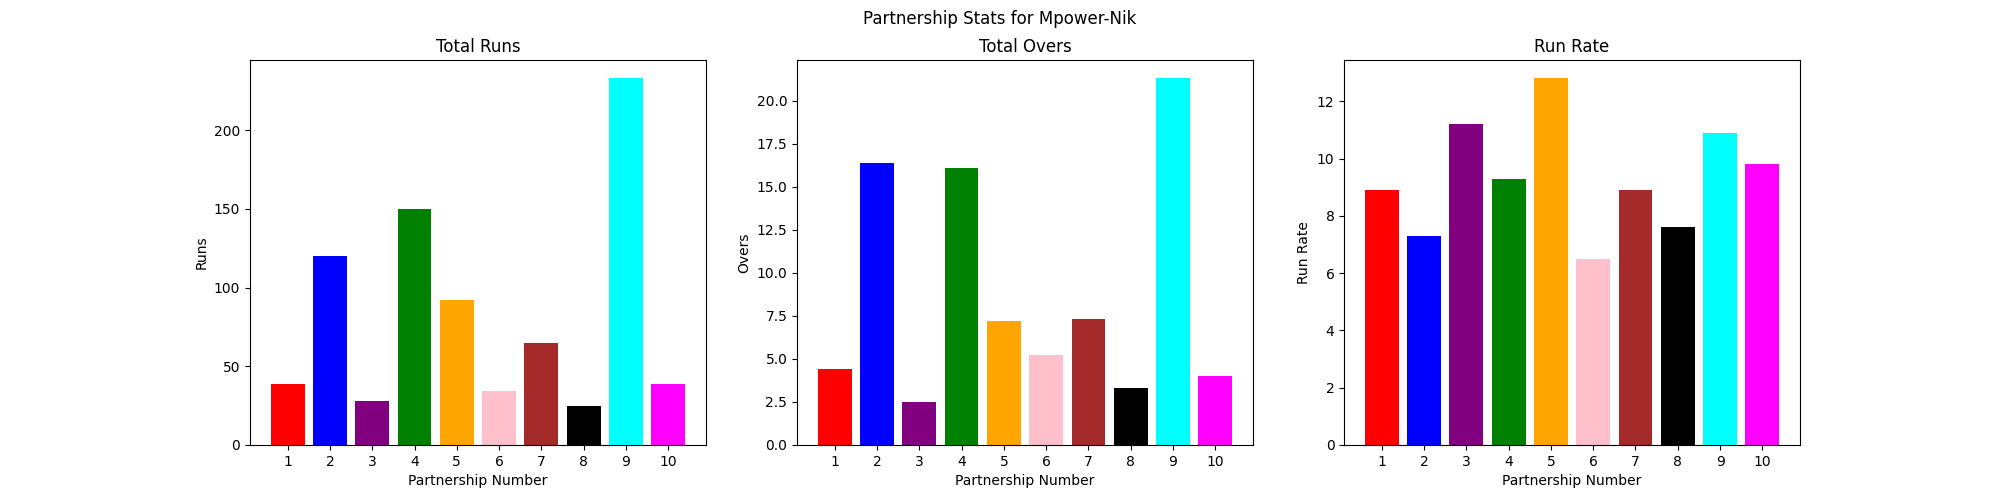 Partnership Stats for Mpower-Nik
Total Runs
Runs
200
150
100
50
0
1 2 3 4 5 6 7 8 9 10
Partnership Number
Total Overs
Overs
20.0
17.5
15.0
12.5
10.0
7.5
5.0
2.5
0.0
1 2 3 4 5 6 7 8 9 10
Partnership Number
Run Rate
Run Rate
12
10
8
6
4
2
0
1 2 3 4 5 6 7 8 9 10
Partnership Number